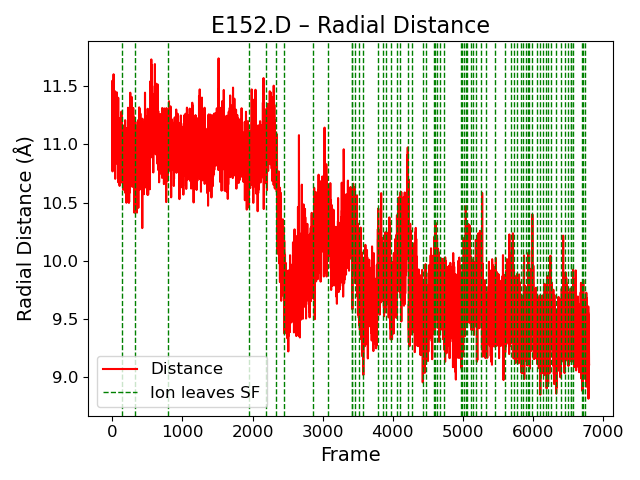 E152.D – Radial Distance
Radial Distance (Å)
11.5
11.0
10.5
10.0
9.5
9.0
Distance
Ion leaves SF
0 1000 2000 3000 4000 5000 6000 7000
Frame